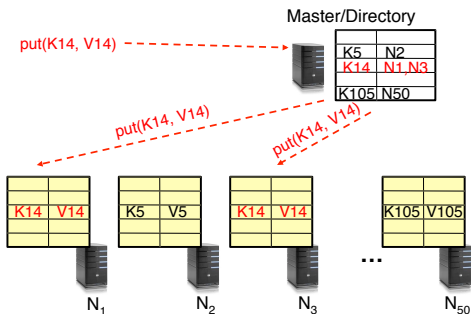 Master/Directory
put(K14, V14)
K5 N2
K14 N1,N3
K105 N50
put(K14, V14)
put(K14, V14)
K14 V14
K5 V5
K14 V14
K105 V105
...
N1
N2
N3
N50